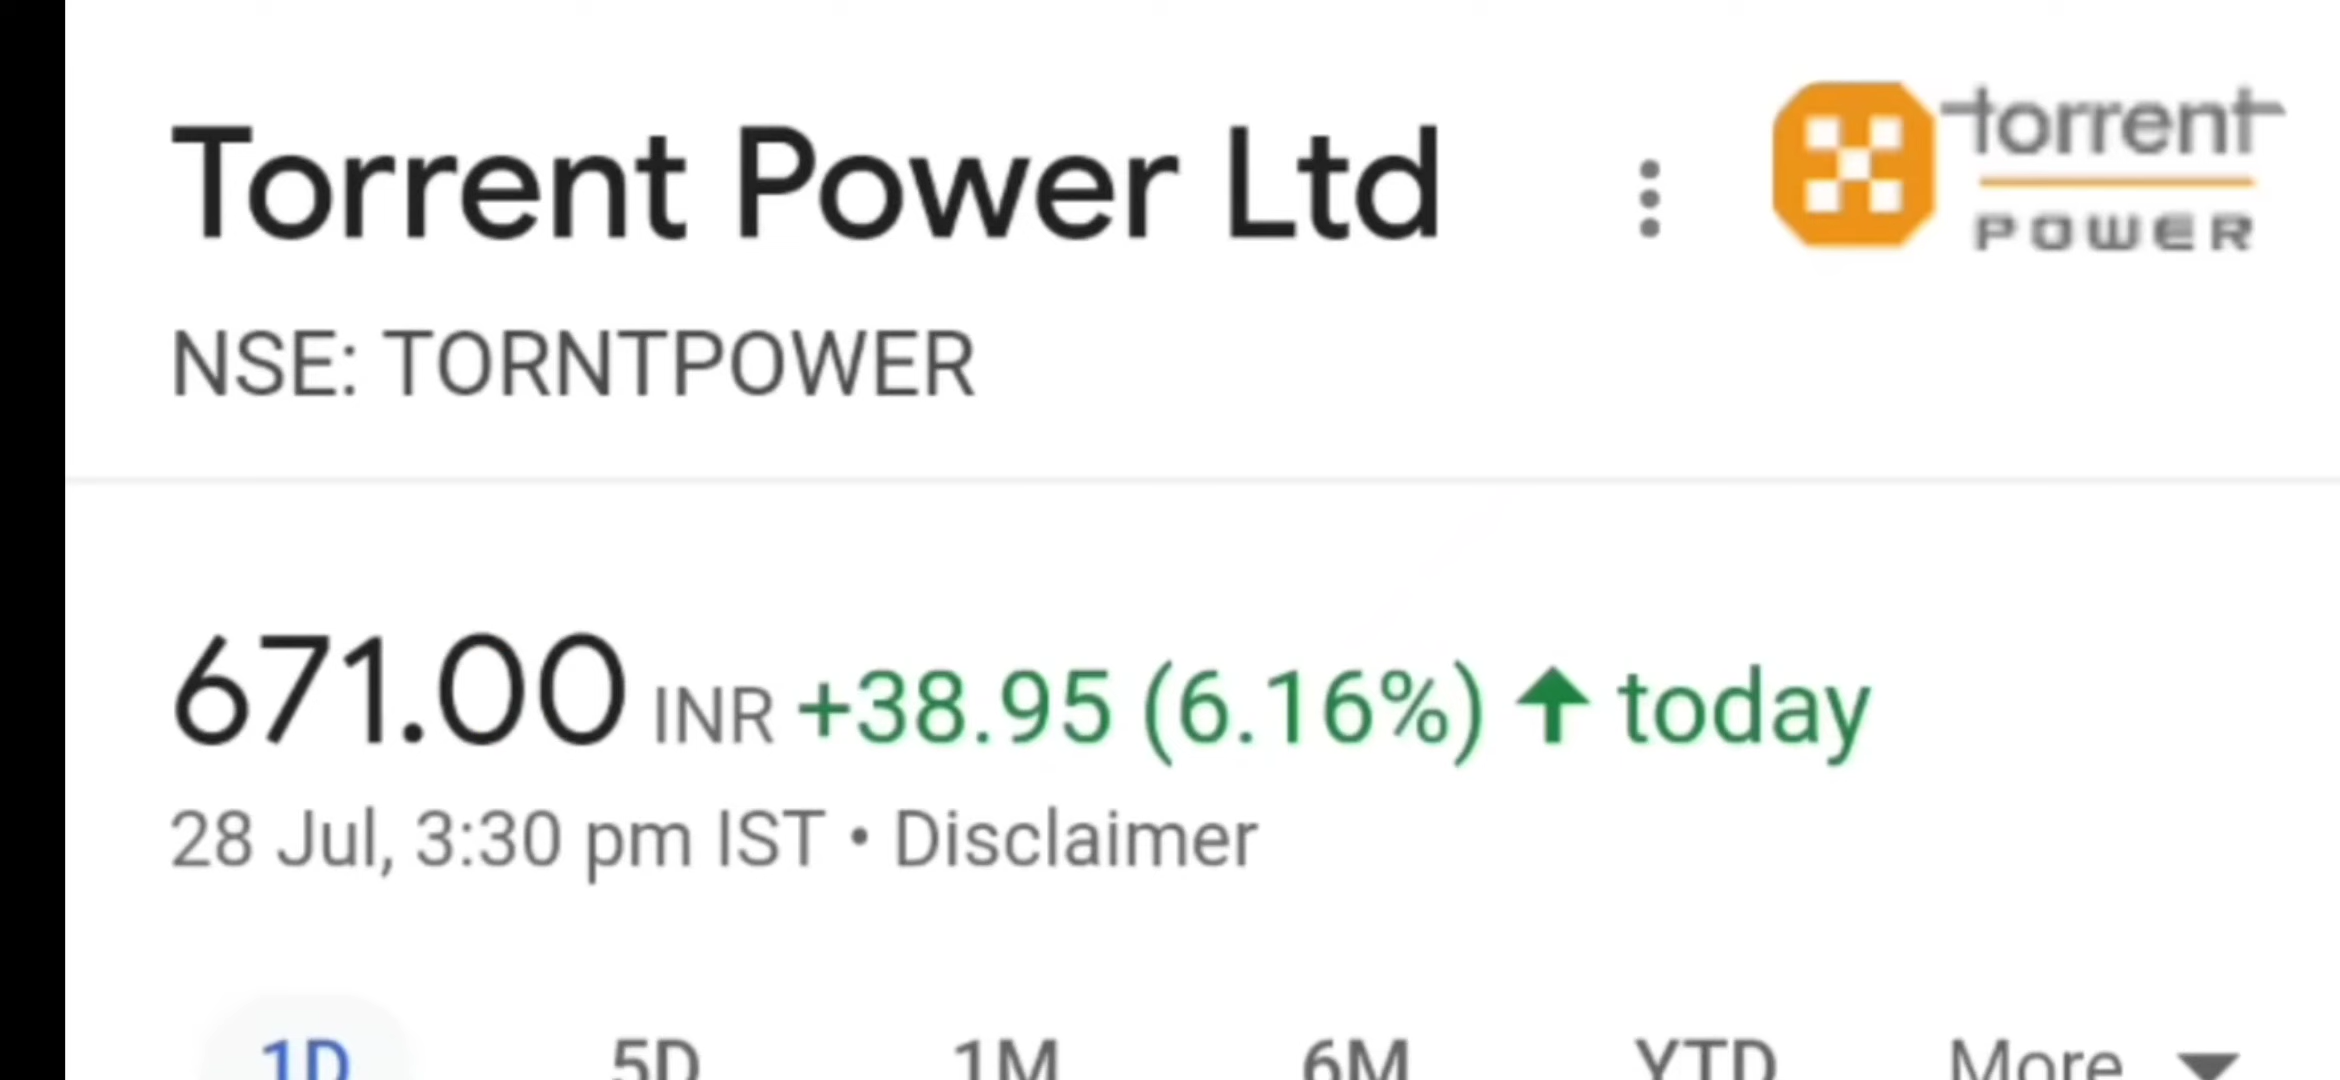 Torrent Power Ltd
torrent
POWER
NSE: TORNTPOWER
671.00 INR +38.95 (6.16%) ↑ today
28 Jul, 3:30 pm IST • Disclaimer
1D 5D 1M 6M YTD More